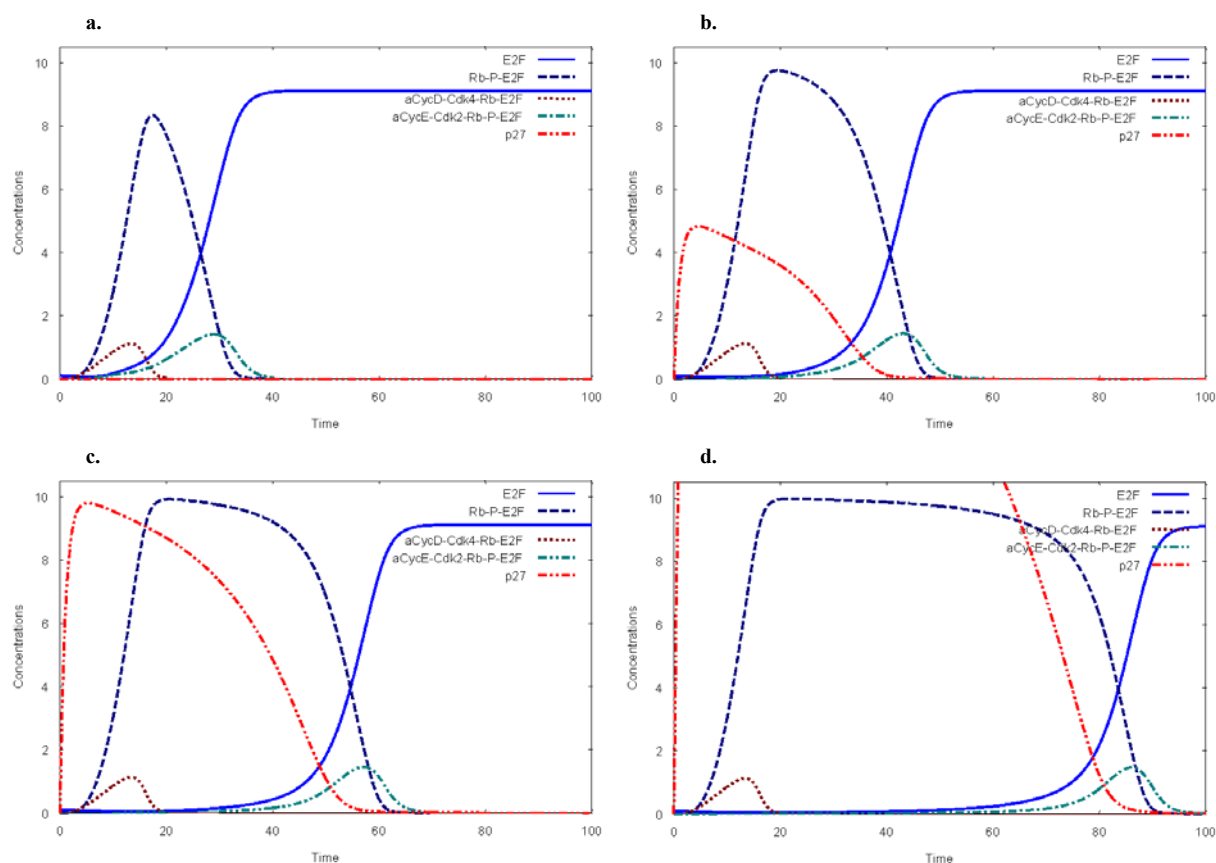 a.
10
8
6
4
2
0
Concentrations
0 20 40 60 80 100
Time
E2F
Rb-P-E2F
aCycD-Cdk4-Rb-E2F
aCycE-Cdk2-Rb-P-E2F
p27
b.
10
8
6
4
2
0
Concentrations
0 20 40 60 80 100
Time
E2F
Rb-P-E2F
aCycD-Cdk4-Rb-E2F
aCycE-Cdk2-Rb-P-E2F
p27
c.
10
8
6
4
2
0
Concentrations
0 20 40 60 80 100
Time
E2F
Rb-P-E2F
aCycD-Cdk4-Rb-E2F
aCycE-Cdk2-Rb-P-E2F
p27
d.
10
8
6
4
2
0
Concentrations
0 20 40 60 80 100
Time
E2F
Rb-P-E2F
aCycD-Cdk4-Rb-E2F
aCycE-Cdk2-Rb-P-E2F
p27